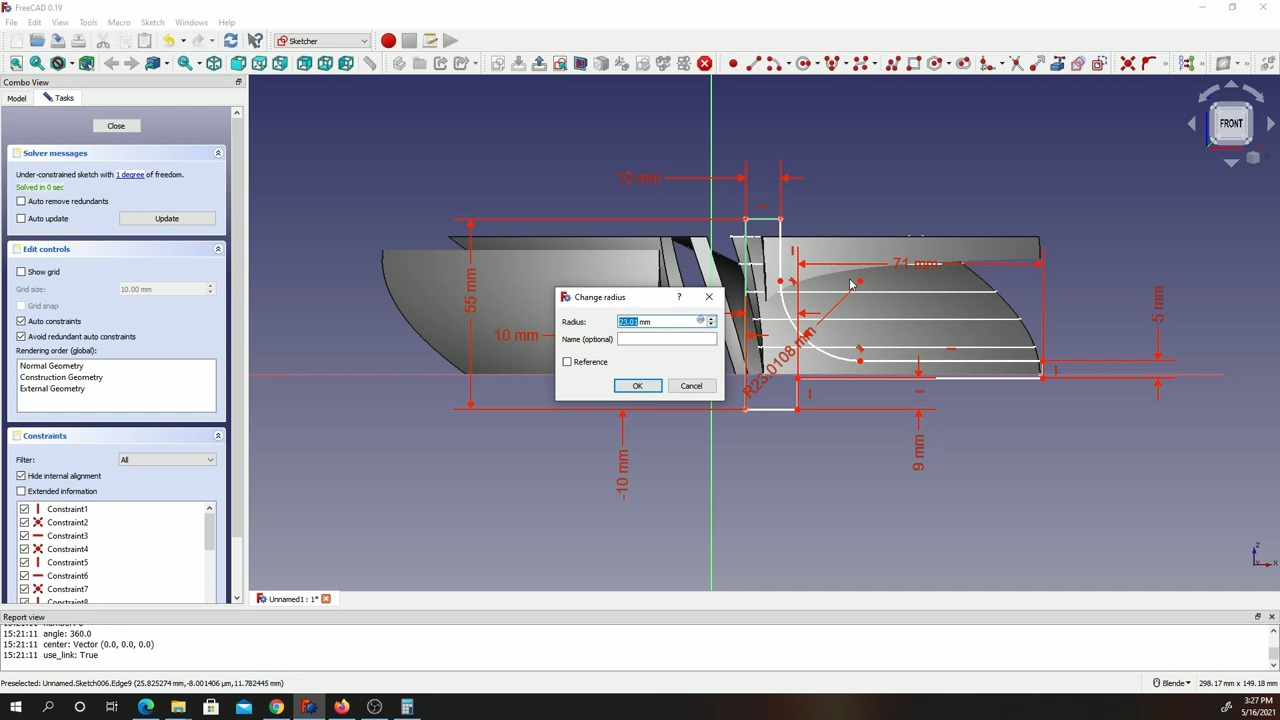 FreeCAD 0.19
File Edit View Tools Macro Sketch Windows Help
Sketcher
Combo View
Model Tasks
Close
Solver messages
Under-constrained sketch with 1 degree of freedom.
Solved in 0 sec
Auto remove redundants
Auto update Update
Edit controls
Show grid
Grid size: 10.00 mm
Grid snap
Auto constraints
Avoid redundant auto constraints
Rendering order (global):
Normal Geometry
Construction Geometry
External Geometry
Constraints
Filter: All
Hide internal alignment
Extended information
Constraint1
Constraint2
Constraint3
Constraint4
Constraint5
Constraint6
Constraint7
Constraint8
FRONT
10 mm
71 mm
55 mm
10 mm
R23.0108 mm
5 mm
9 mm
-10 mm
z
x
Change radius
?
Radius: 23.01 mm
Name (optional)
Reference
OK Cancel
Unnamed1 : 1*
Report view
15:21:11 angle: 360.0
15:21:11 center: Vector (0.0, 0.0, 0.0)
15:21:11 use_link: True
Preselected: Unnamed.Sketch006.Edge9 (25.825274 mm,-8.001406 µm,11.782445 mm)
Blende
298.17 mm x 149.18 mm
3:27 PM
5/16/2021